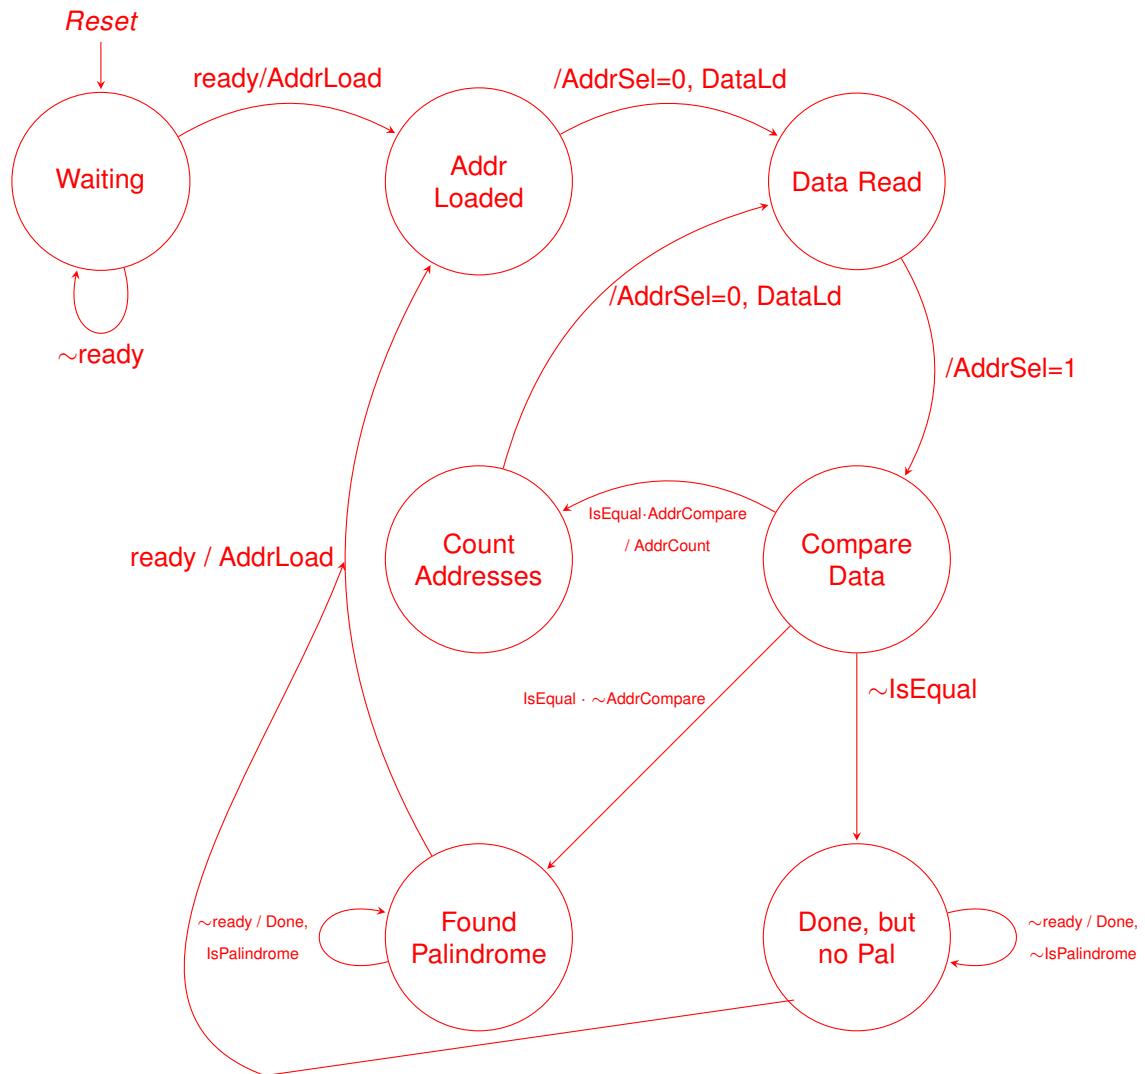 Reset
ready/AddrLoad
/AddrSel=0, DataLd
Waiting
Addr
Loaded
Data Read
/AddrSel=0, DataLd
∼ready
/AddrSel=1
IsEqual·AddrCompare
/ AddrCount
Count
Addresses
Compare
Data
ready / AddrLoad
IsEqual · ∼AddrCompare
∼IsEqual
∼ready / Done,
IsPalindrome
Found
Palindrome
Done, but
no Pal
∼ready / Done,
∼IsPalindrome